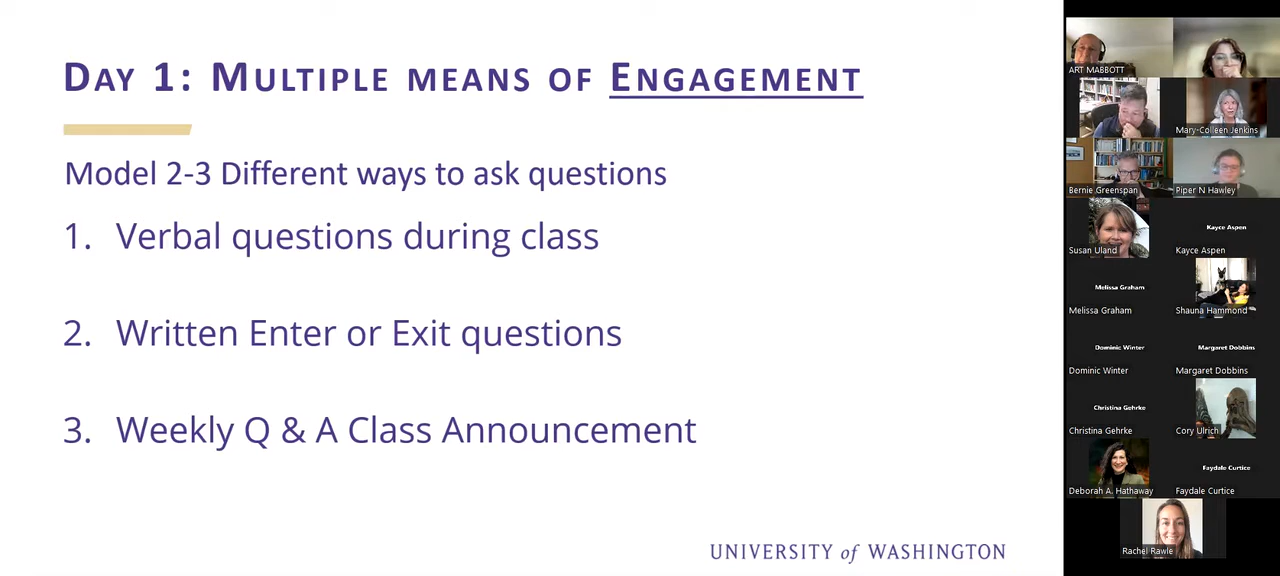 DAY 1: MULTIPLE MEANS OF ENGAGEMENT
Model 2-3 Different ways to ask questions
1. Verbal questions during class
2. Written Enter or Exit questions
3. Weekly Q & A Class Announcement
UNIVERSITY of WASHINGTON
ART MABBOTT
Mary-Colleen Jenkins
Bernie Greenspan
Piper N Hawley
Susan Uland
Kayce Aspen
Kayce Aspen
Melissa Graham
Melissa Graham
Shauna Hammond
Dominic Winter
Dominic Winter
Margaret Dobbins
Margaret Dobbins
Christina Gehrke
Christina Gehrke
Cory Ulrich
Deborah A. Hathaway
Faydale Curtice
Faydale Curtice
Rachel Rawle